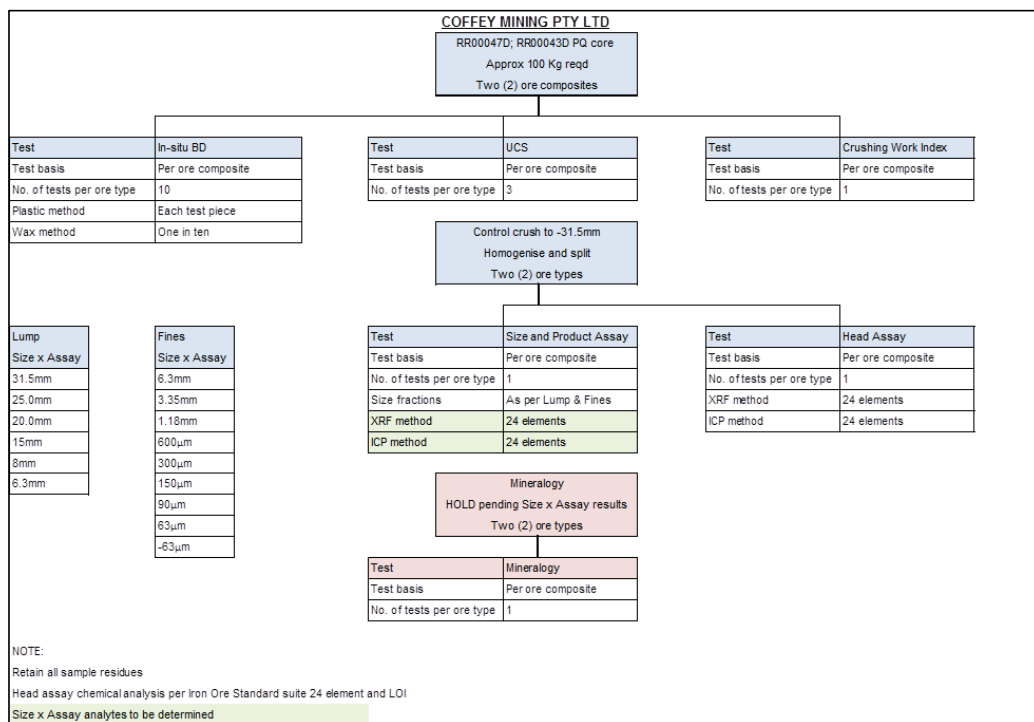 COFFEY MINING PTY LTD
RR00047D; RR00043D PQ core
Approx 100 Kg reqd
Two (2) ore composites
Test In-situ BD
Test basis Per ore composite
No. of tests per ore type 10
Plastic method Each test piece
Wax method One in ten
Test UCS
Test basis Per ore composite
No. of tests per ore type 3
Test Crushing Work Index
Test basis Per ore composite
No. of tests per ore type 1
Control crush to -31.5mm
Homogenise and split
Two (2) ore types
Lump
Size x Assay
31.5mm
25.0mm
20.0mm
15mm
8mm
6.3mm
Fines
Size x Assay
6.3mm
3.35mm
1.18mm
600µm
300µm
150µm
90µm
63µm
-63µm
Test Size and Product Assay
Test basis Per ore composite
No. of tests per ore type 1
Size fractions As per Lump & Fines
XRF method 24 elements
ICP method 24 elements
Test Head Assay
Test basis Per ore composite
No. of tests per ore type 1
XRF method 24 elements
ICP method 24 elements
Mineralogy
HOLD pending Size x Assay results
Two (2) ore types
Test Mineralogy
Test basis Per ore composite
No. of tests per ore type 1
NOTE:
Retain all sample residues
Head assay chemical analysis per Iron Ore Standard suite 24 element and LOI
Size x Assay analytes to be determined